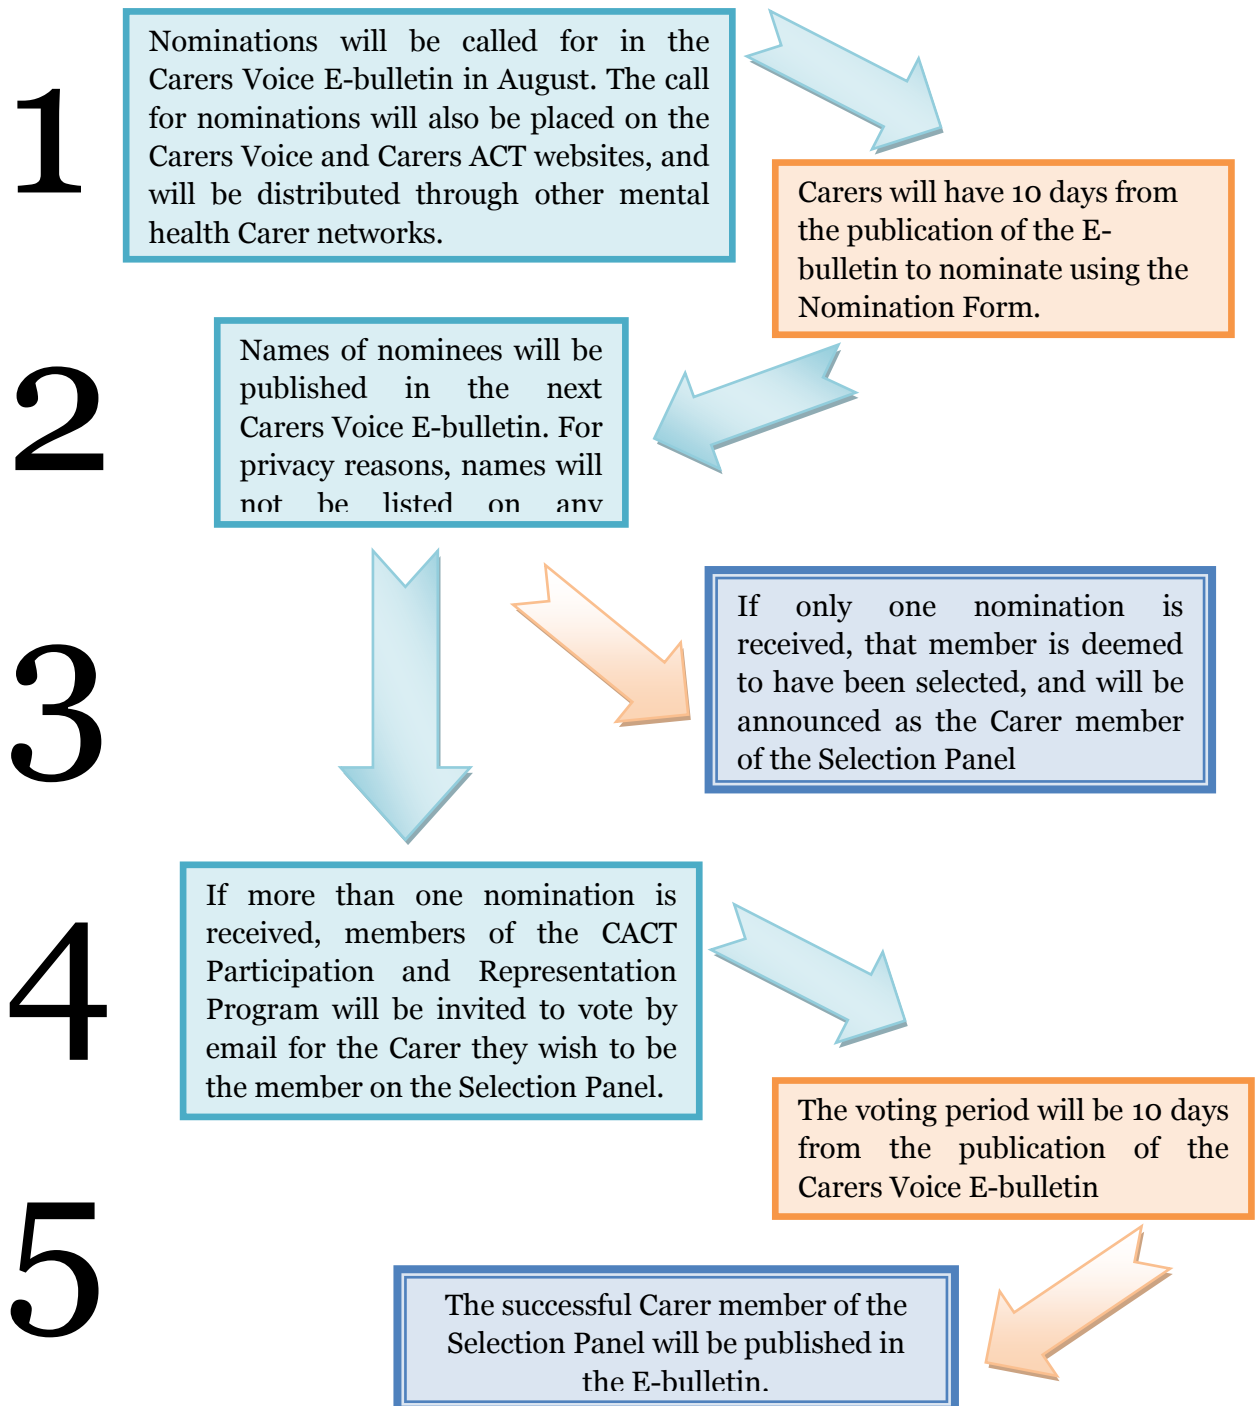 1
Nominations will be called for in the
Carers Voice E-bulletin in August. The call
for nominations will also be placed on the
Carers Voice and Carers ACT websites, and
will be distributed through other mental
health Carer networks.
Carers will have 10 days from
the publication of the E-
bulletin to nominate using the
Nomination Form.
2
Names of nominees will be
published in the next
Carers Voice E-bulletin. For
privacy reasons, names will
not be listed on any
3
If only one nomination is
received, that member is deemed
to have been selected, and will be
announced as the Carer member
of the Selection Panel
4
If more than one nomination is
received, members of the CACT
Participation and Representation
Program will be invited to vote by
email for the Carer they wish to be
the member on the Selection Panel.
The voting period will be 10 days
from the publication of the
Carers Voice E-bulletin
5
The successful Carer member of the
Selection Panel will be published in
the E-bulletin.